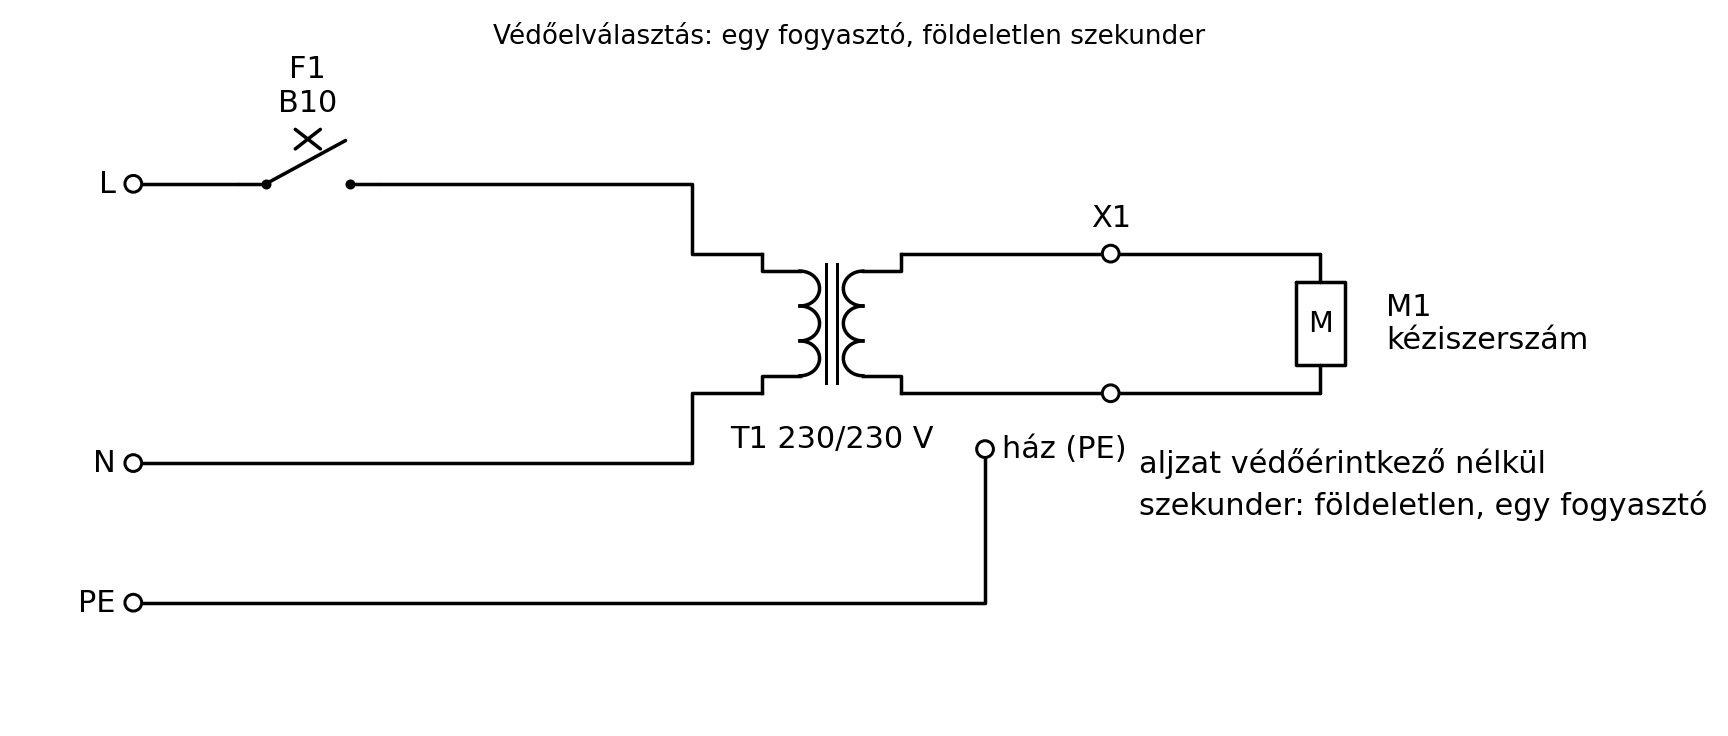 Védőelválasztás: egy fogyasztó, földeletlen szekunder
F1
B10
L
X1
M
M1
kéziszerszám
T1 230/230 V
N
ház (PE)
aljzat védőérintkező nélkül
szekunder: földeletlen, egy fogyasztó
PE